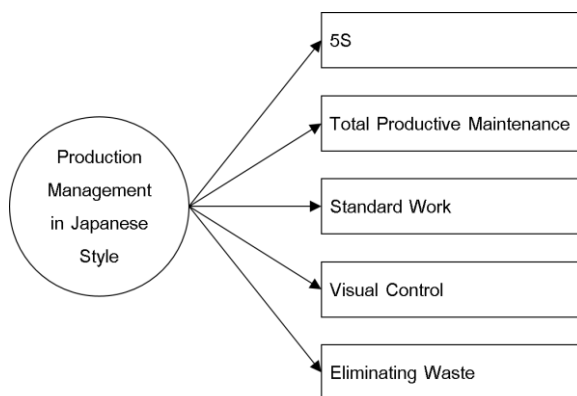 Production
Management
in Japanese
Style
5S
Total Productive Maintenance
Standard Work
Visual Control
Eliminating Waste